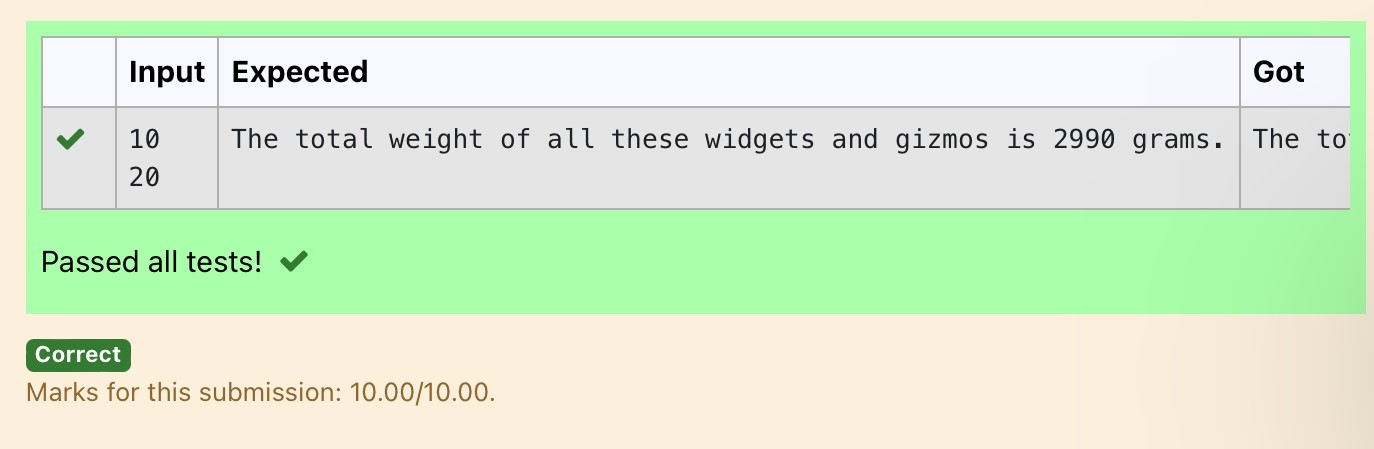 Input Expected Got
10 The total weight of all these widgets and gizmos is 2990 grams. The
20
Passed all tests!
Correct
Marks for this submission: 10.00/10.00.